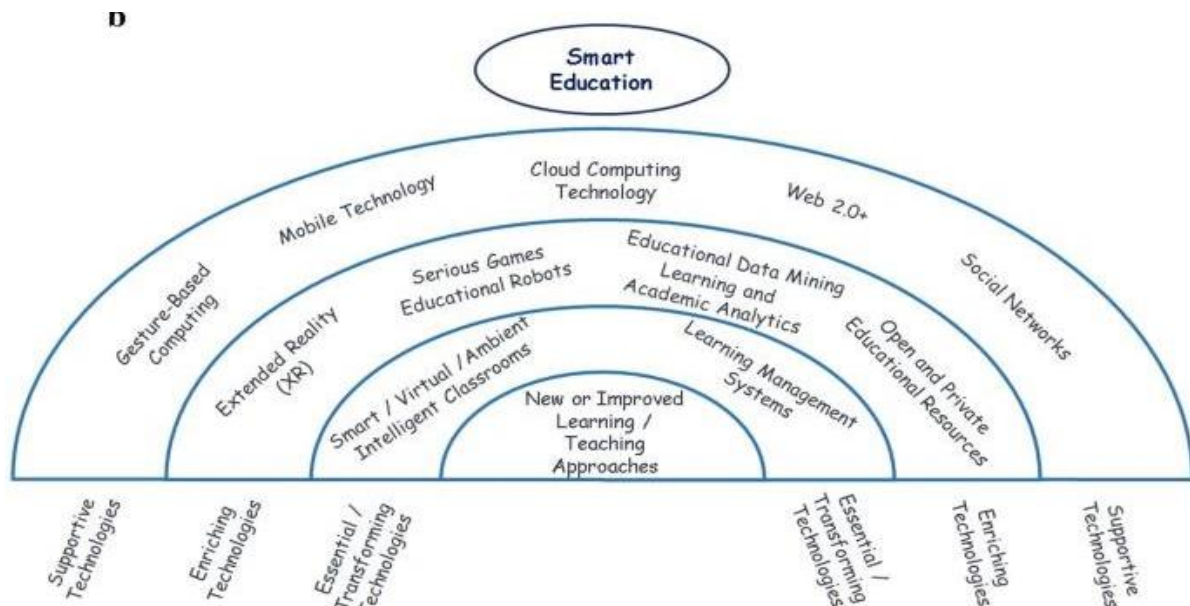 b
Smart
Education
Cloud Computing
Technology
Mobile Technology
Web 2.0+
Gesture-Based
Computing
Social Networks
Serious Games
Educational Robots
Educational Data Mining
Learning and
Academic Analytics
Extended Reality
(XR)
Open and Private
Educational Resources
Smart / Virtual / Ambient
Intelligent Classrooms
Learning Management
Systems
New or Improved
Learning /
Teaching
Approaches
Supportive
Technologies
Enriching
Technologies
Essential /
Transforming
Technologies
Essential /
Transforming
Technologies
Enriching
Technologies
Supportive
Technologies